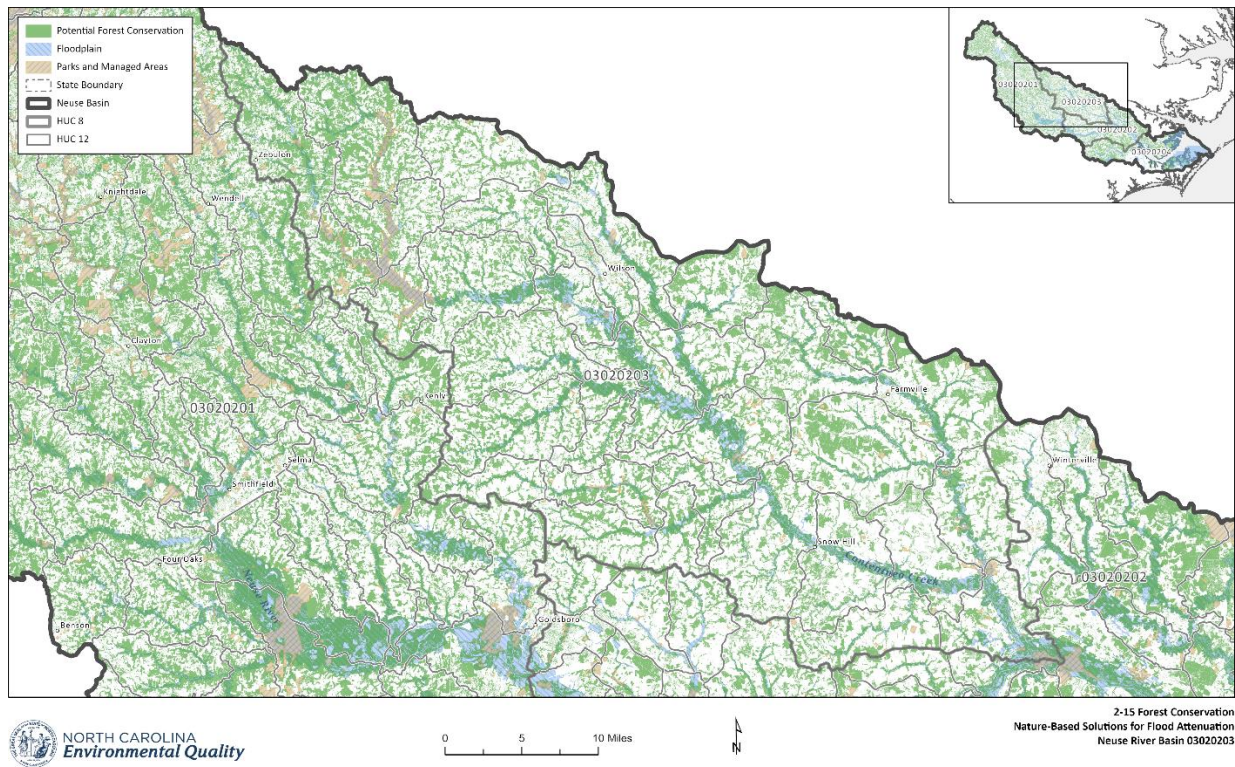 Potential Forest Conservation
Floodplain
Parks and Managed Areas
State Boundary
Neuse Basin
HUC 8
HUC 12
03020201
03020203
03020202
03020204
Zebulon
Knightdale
Wendell
Wilson
Clayton
03020203
Farmville
Kenly
03020201
Selma
Winterville
Smithfield
Snow Hill
Four Oaks
Contentnea Creek
03020202
Neuse River
Benson
Goldsboro
NORTH CAROLINA
Environmental Quality
0 5 10 Miles
N
2-15 Forest Conservation
Nature-Based Solutions for Flood Attenuation
Neuse River Basin 03020203